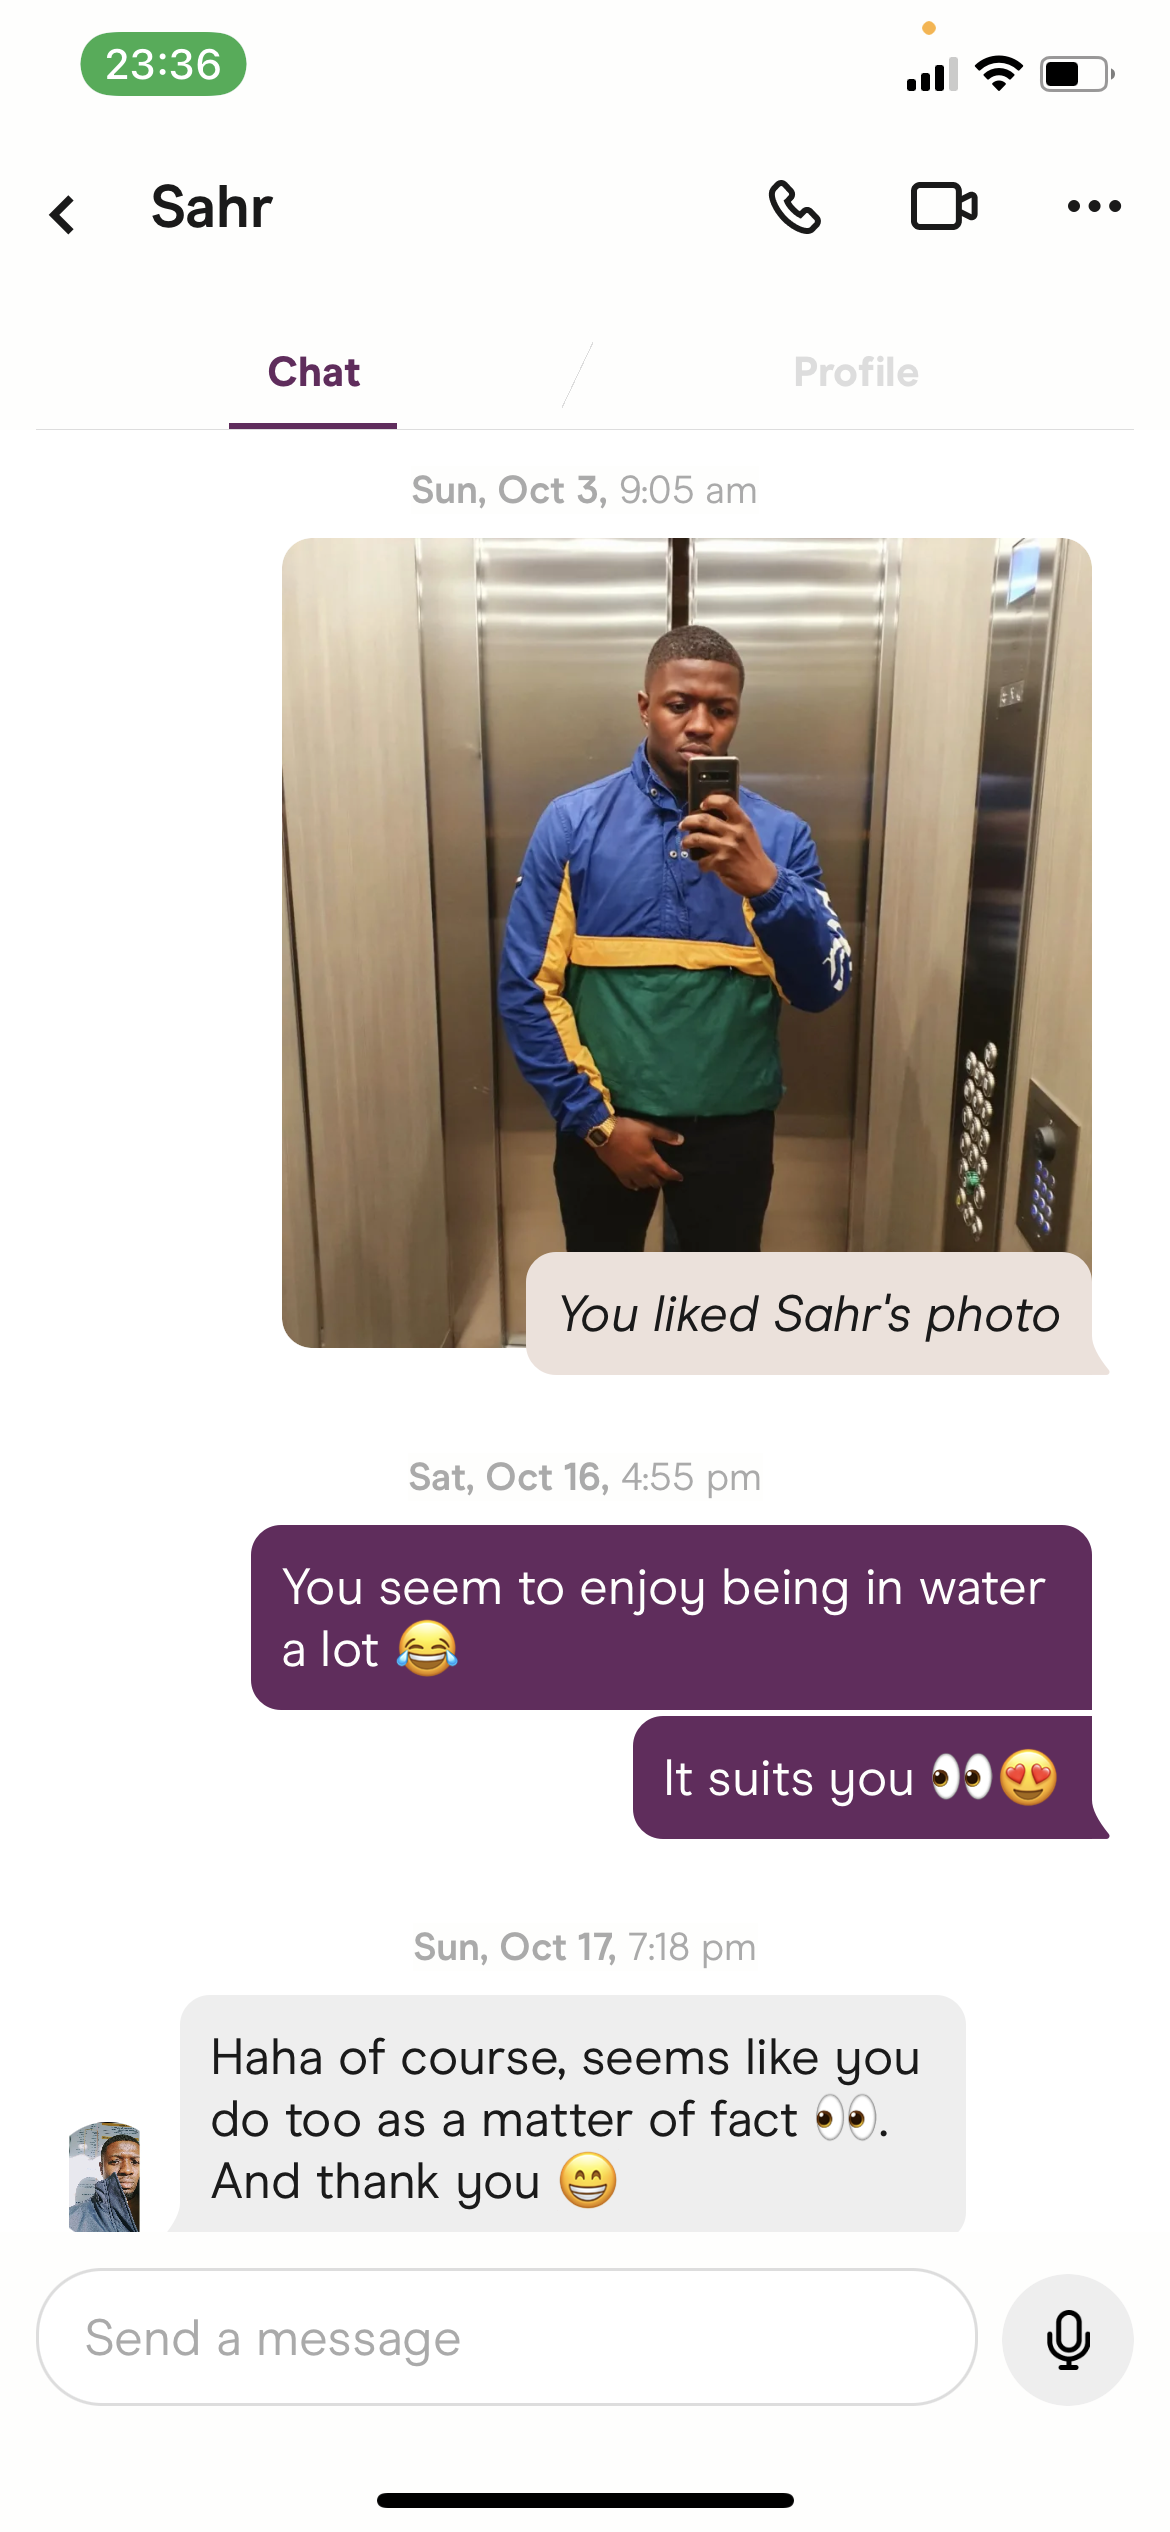 23:36
Sahr
Chat
Profile
Sun, Oct 3, 9:05 am
You liked Sahr's photo
Sat, Oct 16, 4:55 pm
You seem to enjoy being in water
a lot 😂
It suits you 👀😍
Sun, Oct 17, 7:18 pm
Haha of course, seems like you
do too as a matter of fact 👀.
And thank you 😁
Send a message